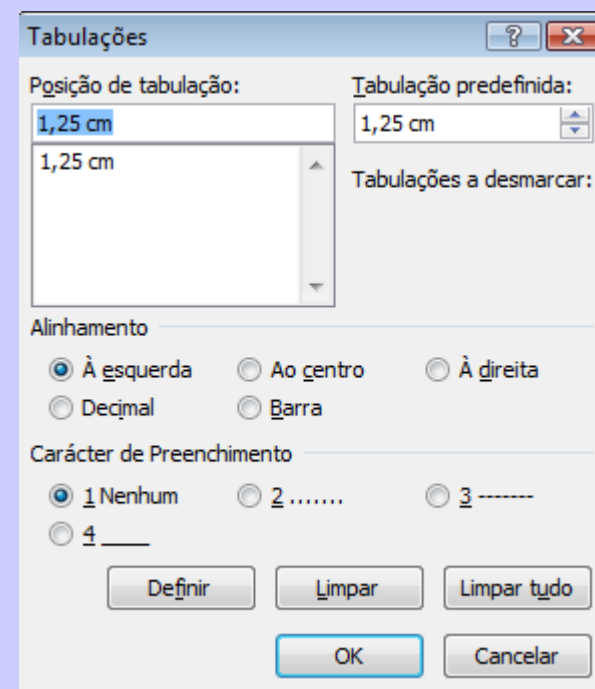 Tabulações
Posição de tabulação:
Tabulação predefinida:
1,25 cm
1,25 cm
1,25 cm
Tabulações a desmarcar:
Alinhamento
À esquerda
Ao centro
À direita
Decimal
Barra
Carácter de Preenchimento
1 Nenhum
2 .......
3 -------
4 ____
Definir
Limpar
Limpar tudo
OK
Cancelar